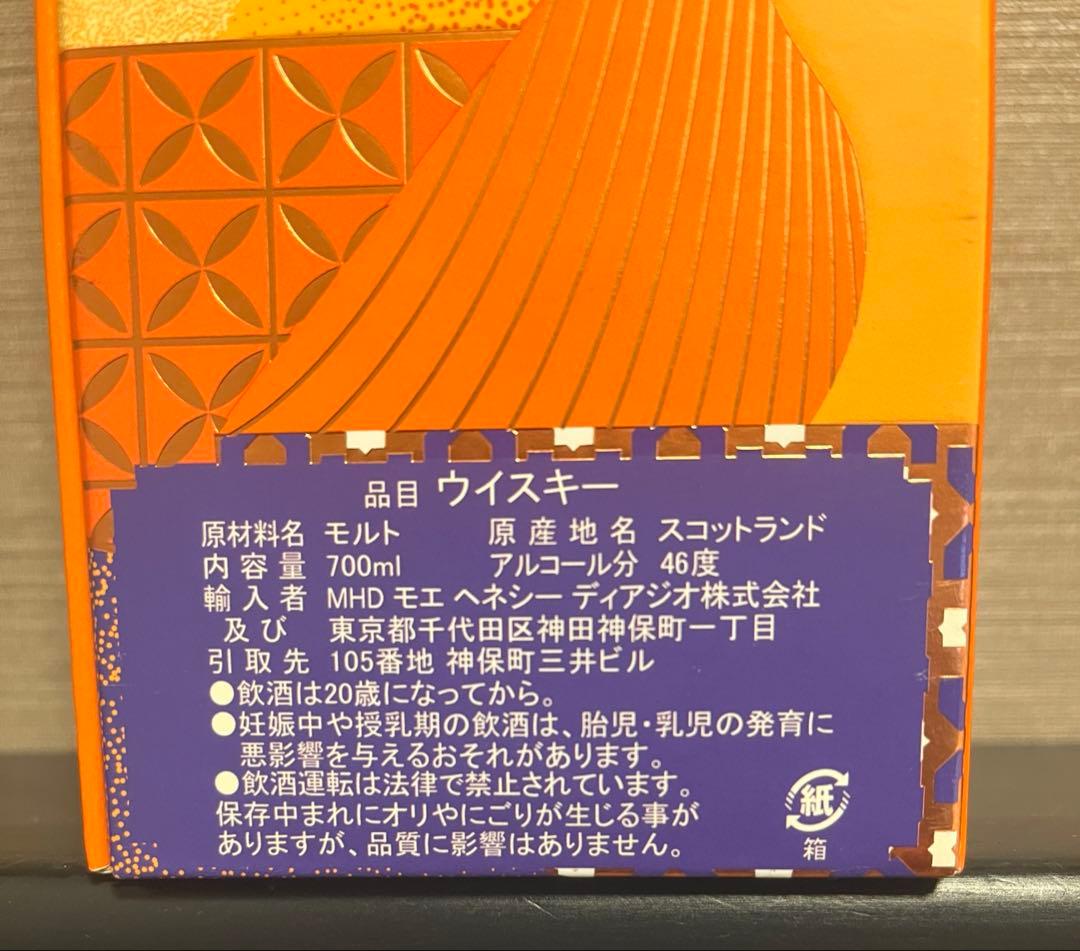 品目 ウイスキー
原材料名 モルト 原産地名 スコットランド
内容量 700ml アルコール分 46度
輸入者 MHD モエ ヘネシー ディアジオ株式会社
及び 東京都千代田区神田神保町一丁目
引取先 105番地 神保町三井ビル
●飲酒は20歳になってから。
●妊娠中や授乳期の飲酒は、胎児・乳児の発育に
悪影響を与えるおそれがあります。
●飲酒運転は法律で禁止されています。
保存中まれにオリやにごりが生じる事が
ありますが、品質に影響はありません。
紙
箱